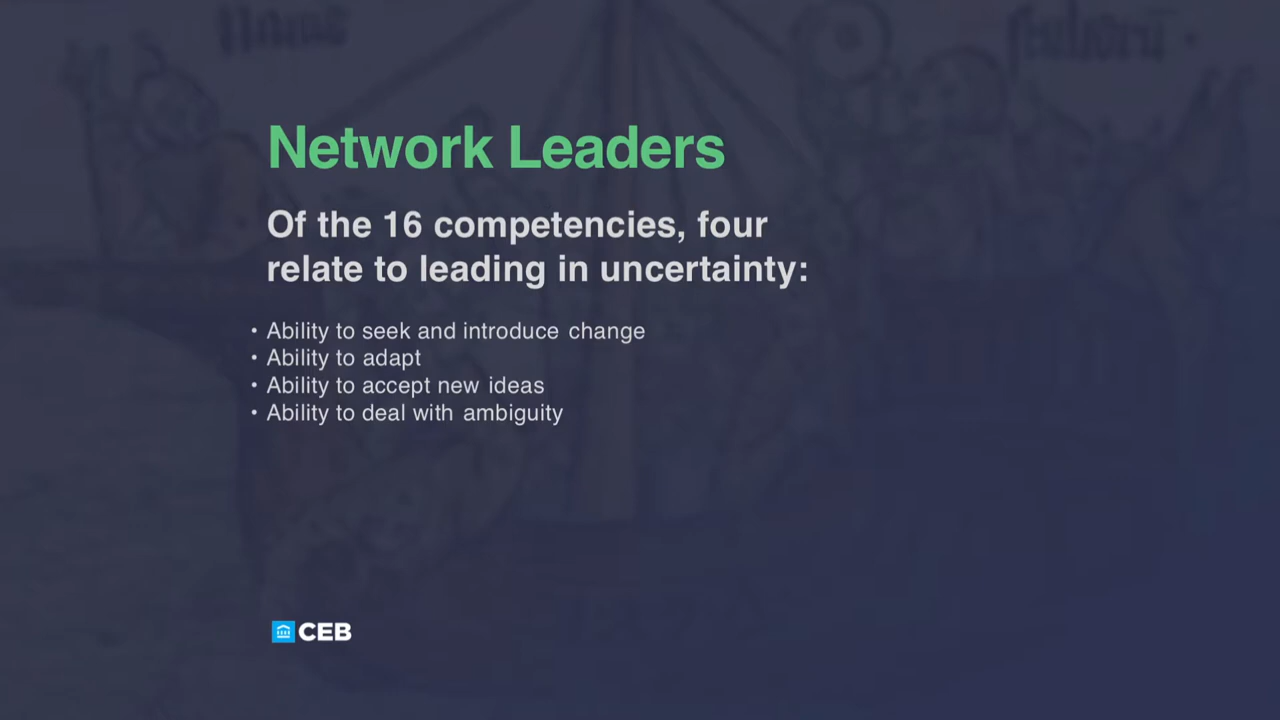 Network Leaders
Of the 16 competencies, four
relate to leading in uncertainty:
• Ability to seek and introduce change
• Ability to adapt
• Ability to accept new ideas
• Ability to deal with ambiguity
CEB